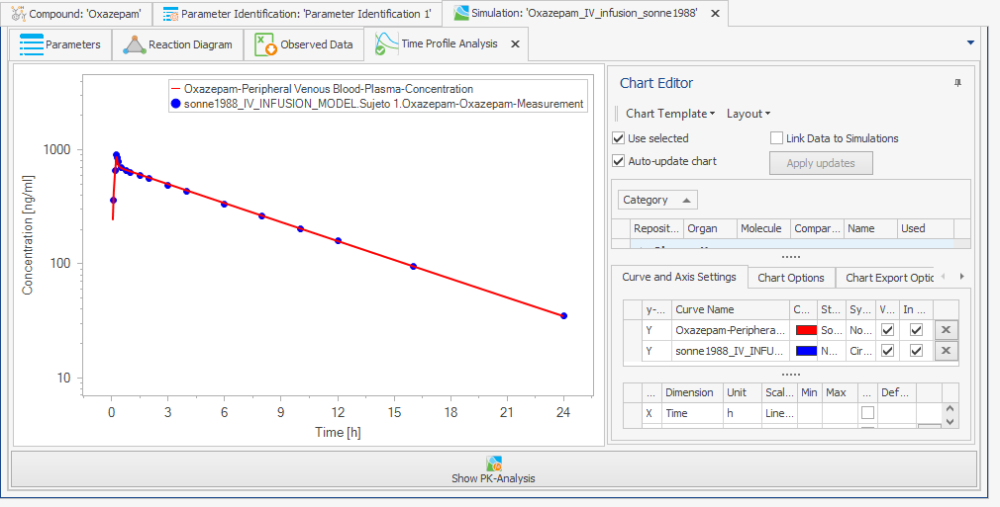 Compound: 'Oxazepam'
Parameter Identification: 'Parameter Identification 1'
Simulation: 'Oxazepam_IV_infusion_sonne1988'
Parameters
Reaction Diagram
Observed Data
Time Profile Analysis
Oxazepam-Peripheral Venous Blood-Plasma-Concentration
sonne1988_IV_INFUSION_MODEL.Sujeto 1.Oxazepam-Oxazepam-Measurement
Concentration [ng/ml]
1000
100
10
0 3 6 9 12 15 18 21 24
Time [h]
Chart Editor
Chart Template Layout
Use selected Link Data to Simulations
Auto-update chart Apply updates
Category
Reposit... Organ Molecule Compar... Name Used
Curve and Axis Settings Chart Options Chart Export Optic
y-... Curve Name C... St... Sy... V... In ...
Y Oxazepam-Periphera... So... No...
Y sonne1988_IV_INFU... N... Cir...
... Dimension Unit Scal... Min Max ... Def...
X Time h Line...
Show PK-Analysis